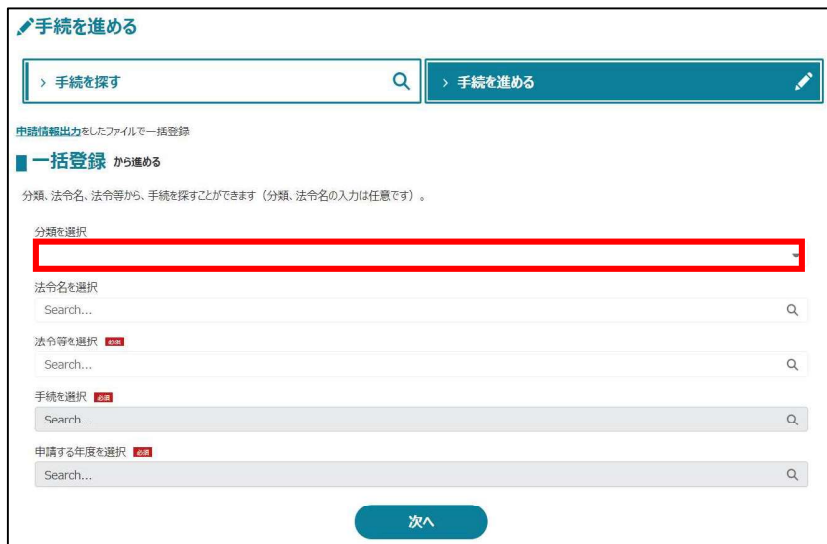 手続を進める
> 手続を探す
> 手続を進める
申請情報出力をしたファイルで一括登録
一括登録 から進める
分類、法令名、法令等から、手続を探すことができます（分類、法令名の入力は任意です）。
分類を選択
法令名を選択
Search...
法令等を選択 必須
Search...
手続を選択 必須
Search
申請する年度を選択 必須
Search...
次へ